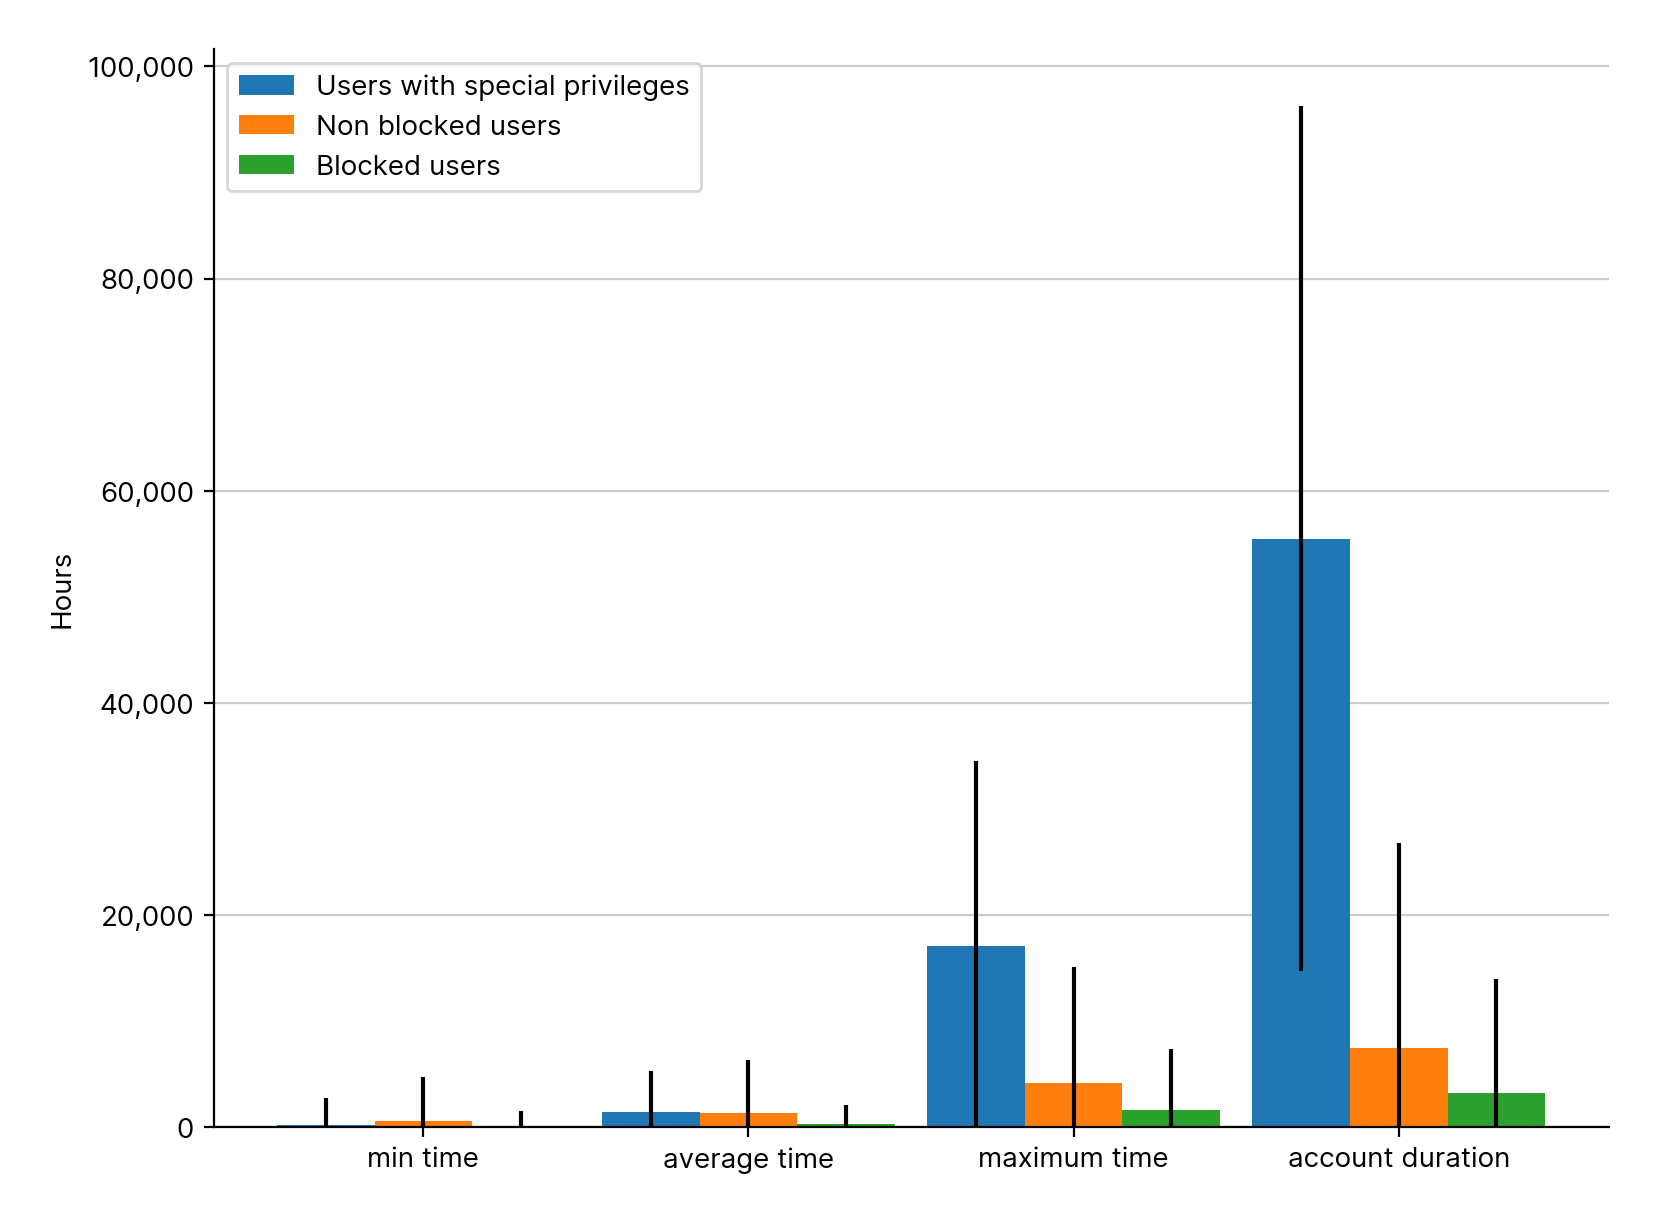 100,000
80,000
60,000
40,000
20,000
0
Hours
Users with special privileges
Non blocked users
Blocked users
min time
average time
maximum time
account duration